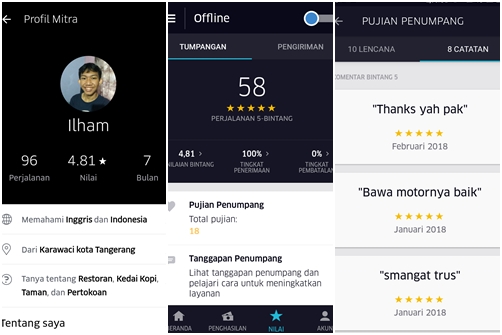 Profil Mitra
Ilham
96
4.81 ★
7
Perjalanan
Nilai
Bulan
Memahami Inggris dan Indonesia
Dari Karawaci kota Tangerang
Tanya tentang Restoran, Kedai Kopi,
Taman, dan Pertokoan
Tentang saya
Offline
TUMPANGAN
PENGIRIMAN
58
PERJALANAN 5-BINTANG
4,81
100%
0%
NILAIAN BINTANG
TINGKAT
PENERIMAAN
TINGKAT
PEMBATALAN
Pujian Penumpang
Total pujian:
18
Tanggapan Penumpang
Lihat tanggapan penumpang dan
pelajari cara untuk meningkatkan
layanan
BERANDA
PENGHASILAN
NILAI
AKUN
PUJIAN PENUMPANG
10 LENCANA
8 CATATAN
KOMENTAR BINTANG 5
"Thanks yah pak"
Februari 2018
"Bawa motornya baik"
Januari 2018
"smangat trus"
Januari 2018